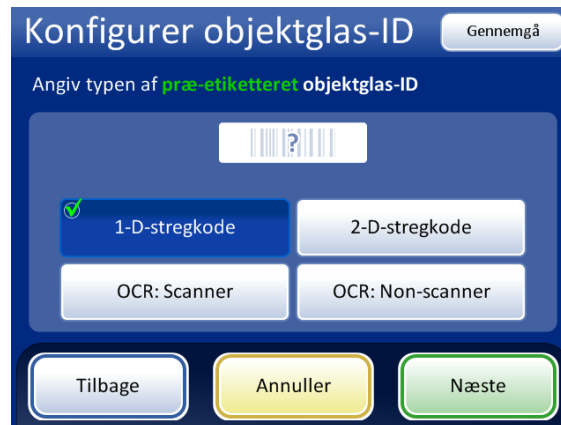 Konfigurer objektglas-ID
Gennemgå
Angiv typen af præ-etiketteret objektglas-ID
?
1-D-stregkode
2-D-stregkode
OCR: Scanner
OCR: Non-scanner
Tilbage
Annuller
Næste